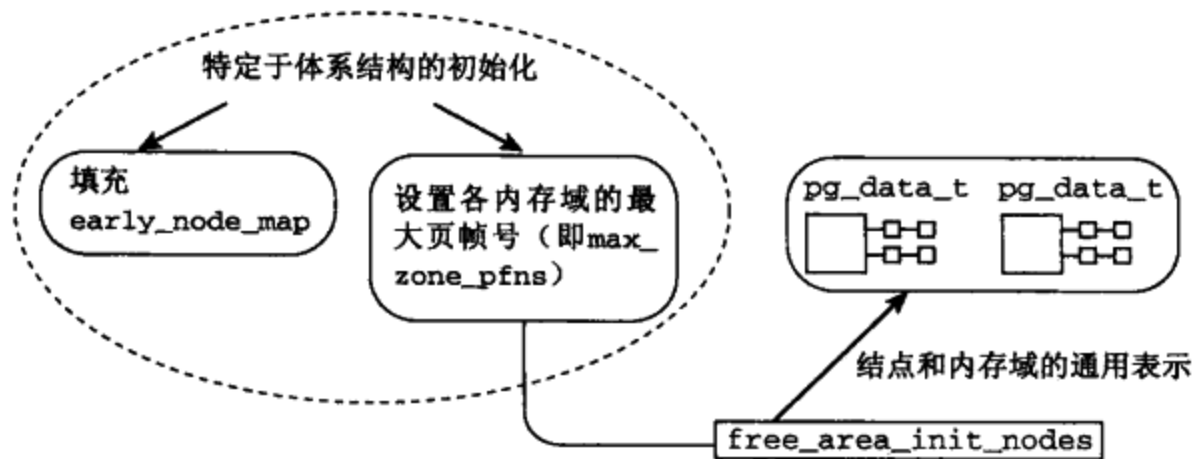 特定于体系结构的初始化
填充
early_node_map
设置各内存域的最
大页帧号（即max_
zone_pfns）
pg_data_t
pg_data_t
结点和内存域的通用表示
free_area_init_nodes